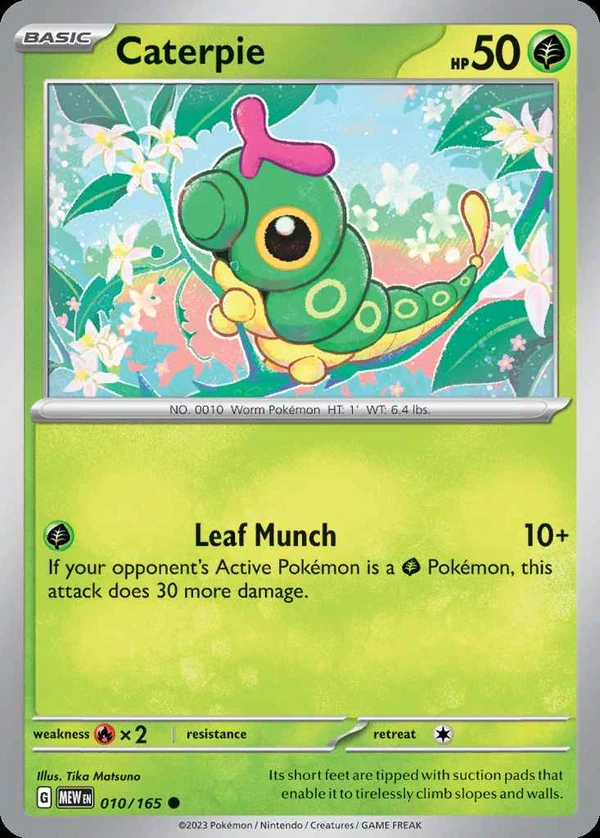 BASIC
Caterpie
HP50
NO. 0010 Worm Pokémon HT: 1' WT: 6.4 lbs.
Leaf Munch 10+
If your opponent's Active Pokémon is a Pokémon, this
attack does 30 more damage.
weakness ×2 resistance retreat
Illus. Tika Matsuno
G MEW EN 010/165
Its short feet are tipped with suction pads that
enable it to tirelessly climb slopes and walls.
©2023 Pokémon / Nintendo / Creatures / GAME FREAK